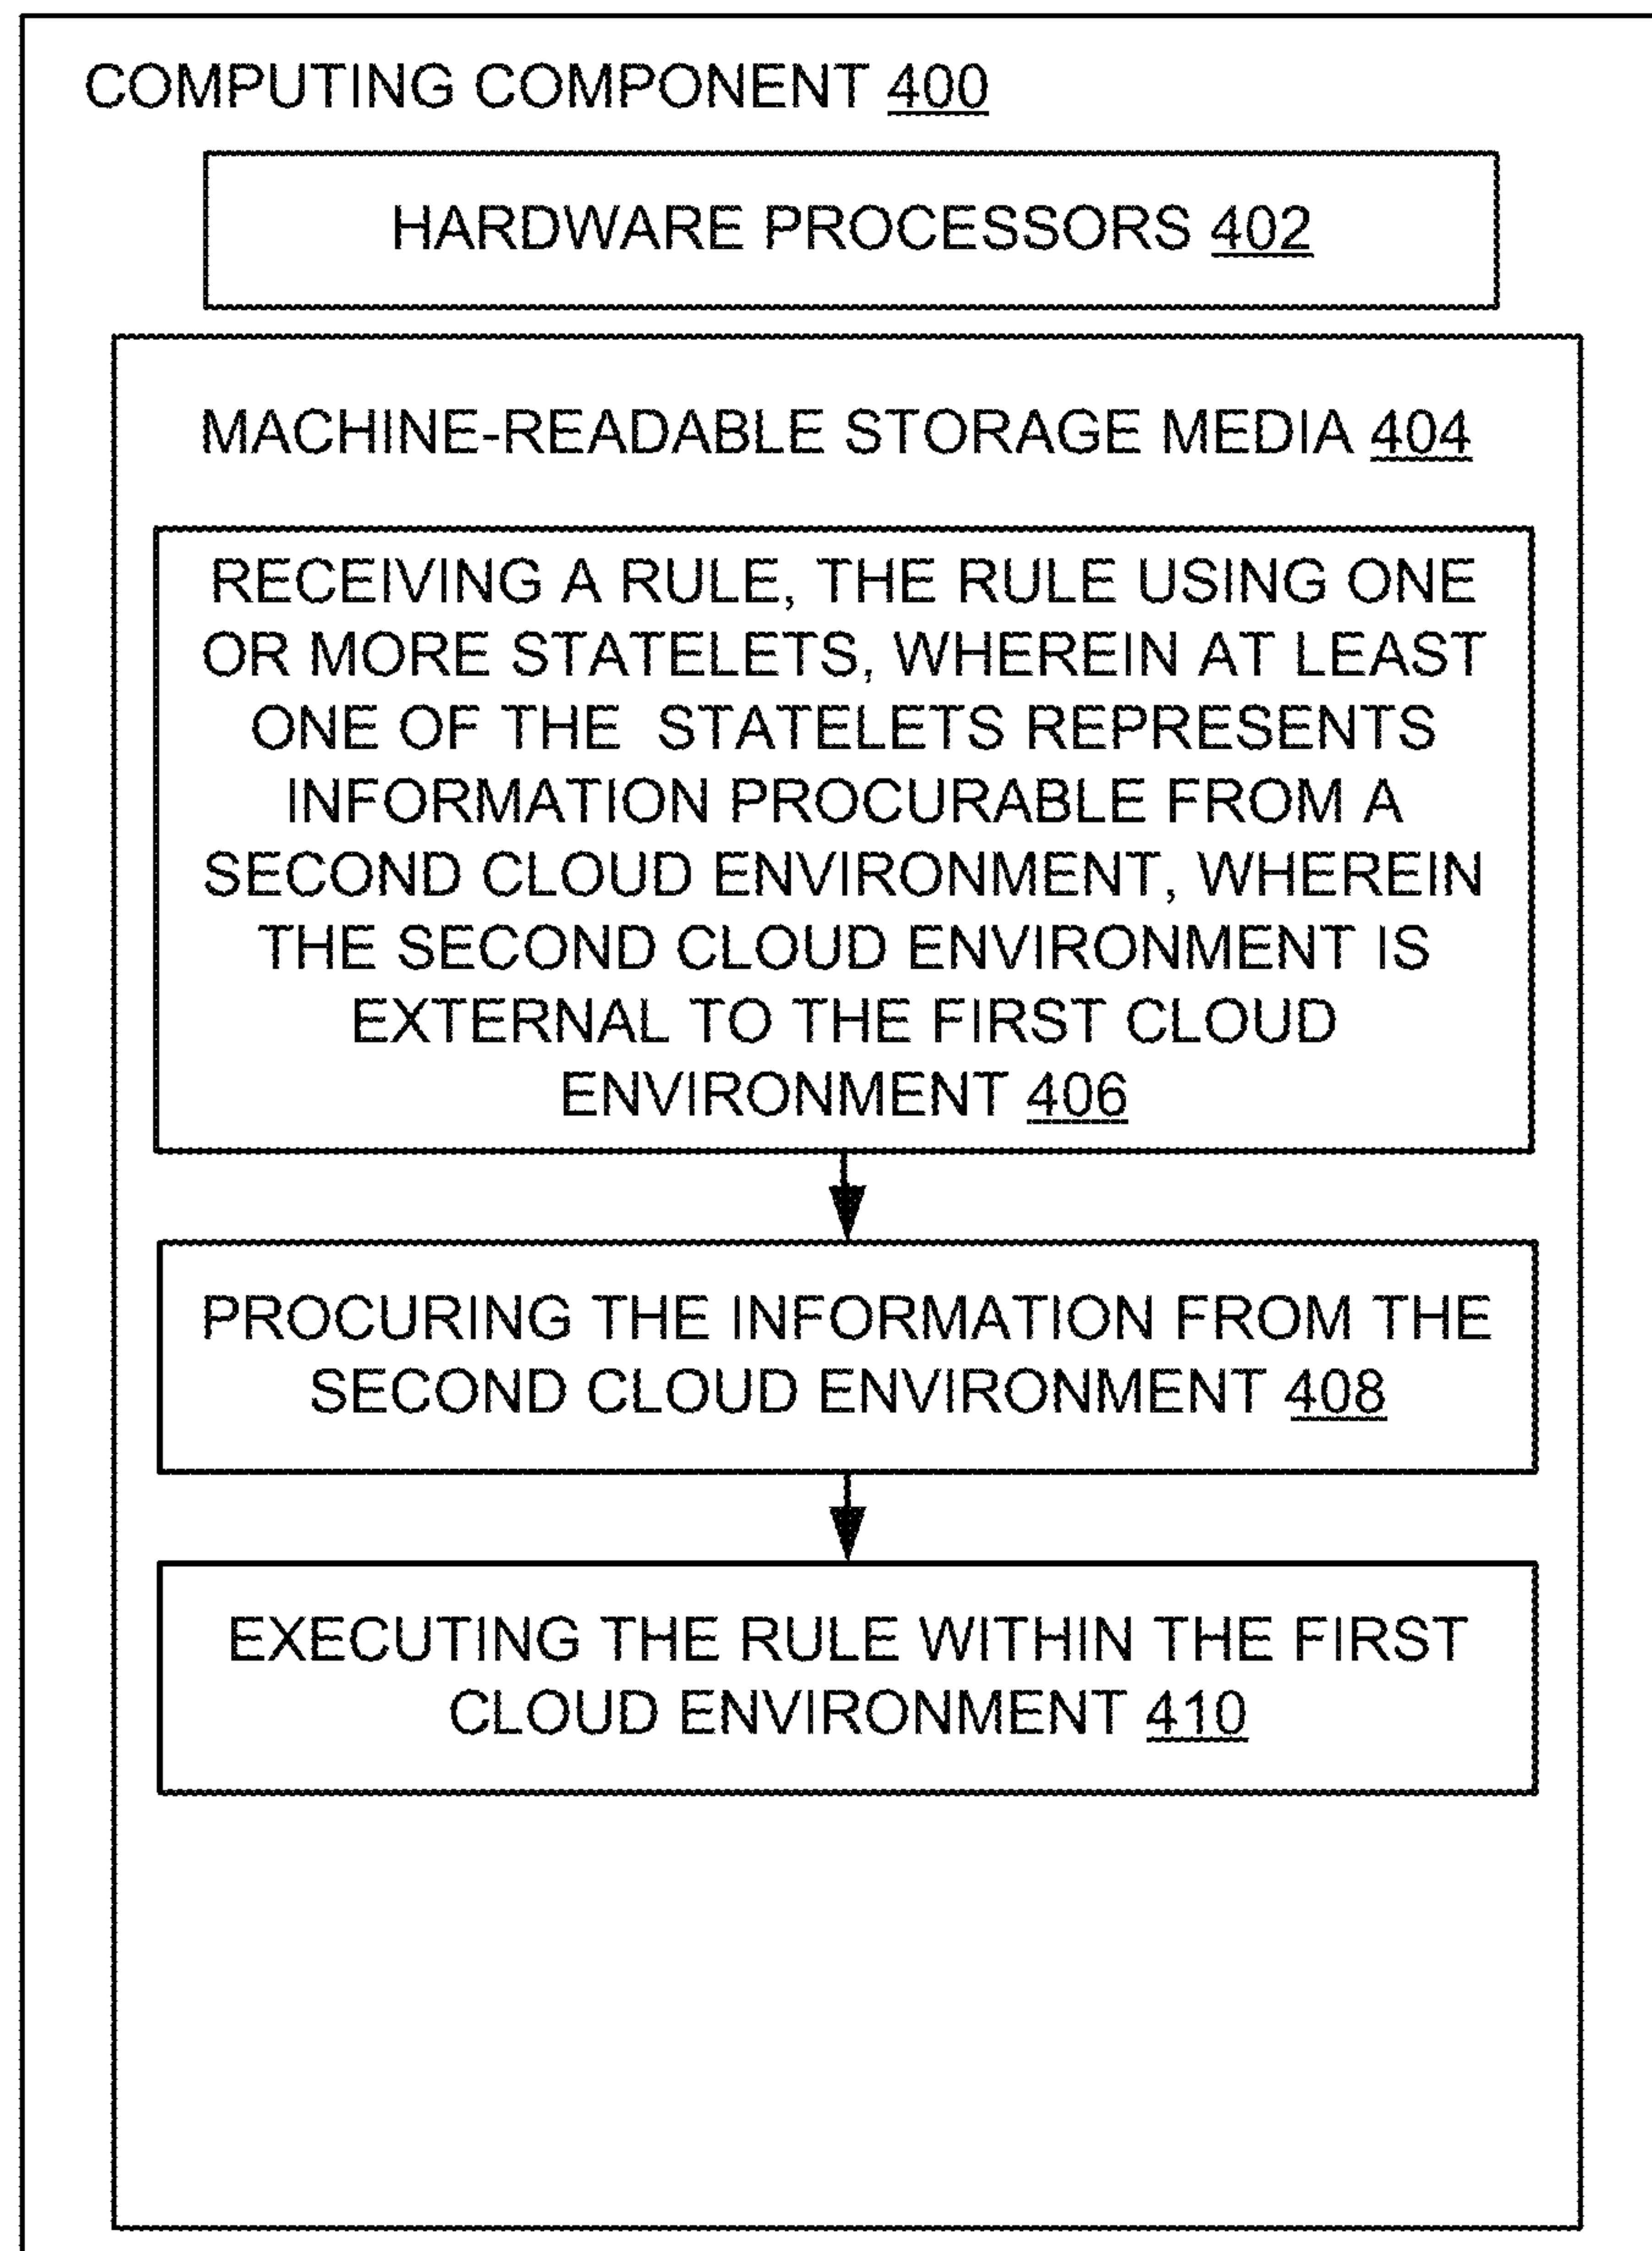 COMPUTING COMPONENT 400
HARDWARE PROCESSORS 402
MACHINE-READABLE STORAGE MEDIA 404
RECEIVING A RULE, THE RULE USING ONE
OR MORE STATELETS, WHEREIN AT LEAST
ONE OF THE STATELETS REPRESENTS
INFORMATION PROCURABLE FROM A
SECOND CLOUD ENVIRONMENT, WHEREIN
THE SECOND CLOUD ENVIRONMENT IS
EXTERNAL TO THE FIRST CLOUD
ENVIRONMENT 406
PROCURING THE INFORMATION FROM THE
SECOND CLOUD ENVIRONMENT 408
EXECUTING THE RULE WITHIN THE FIRST
CLOUD ENVIRONMENT 410